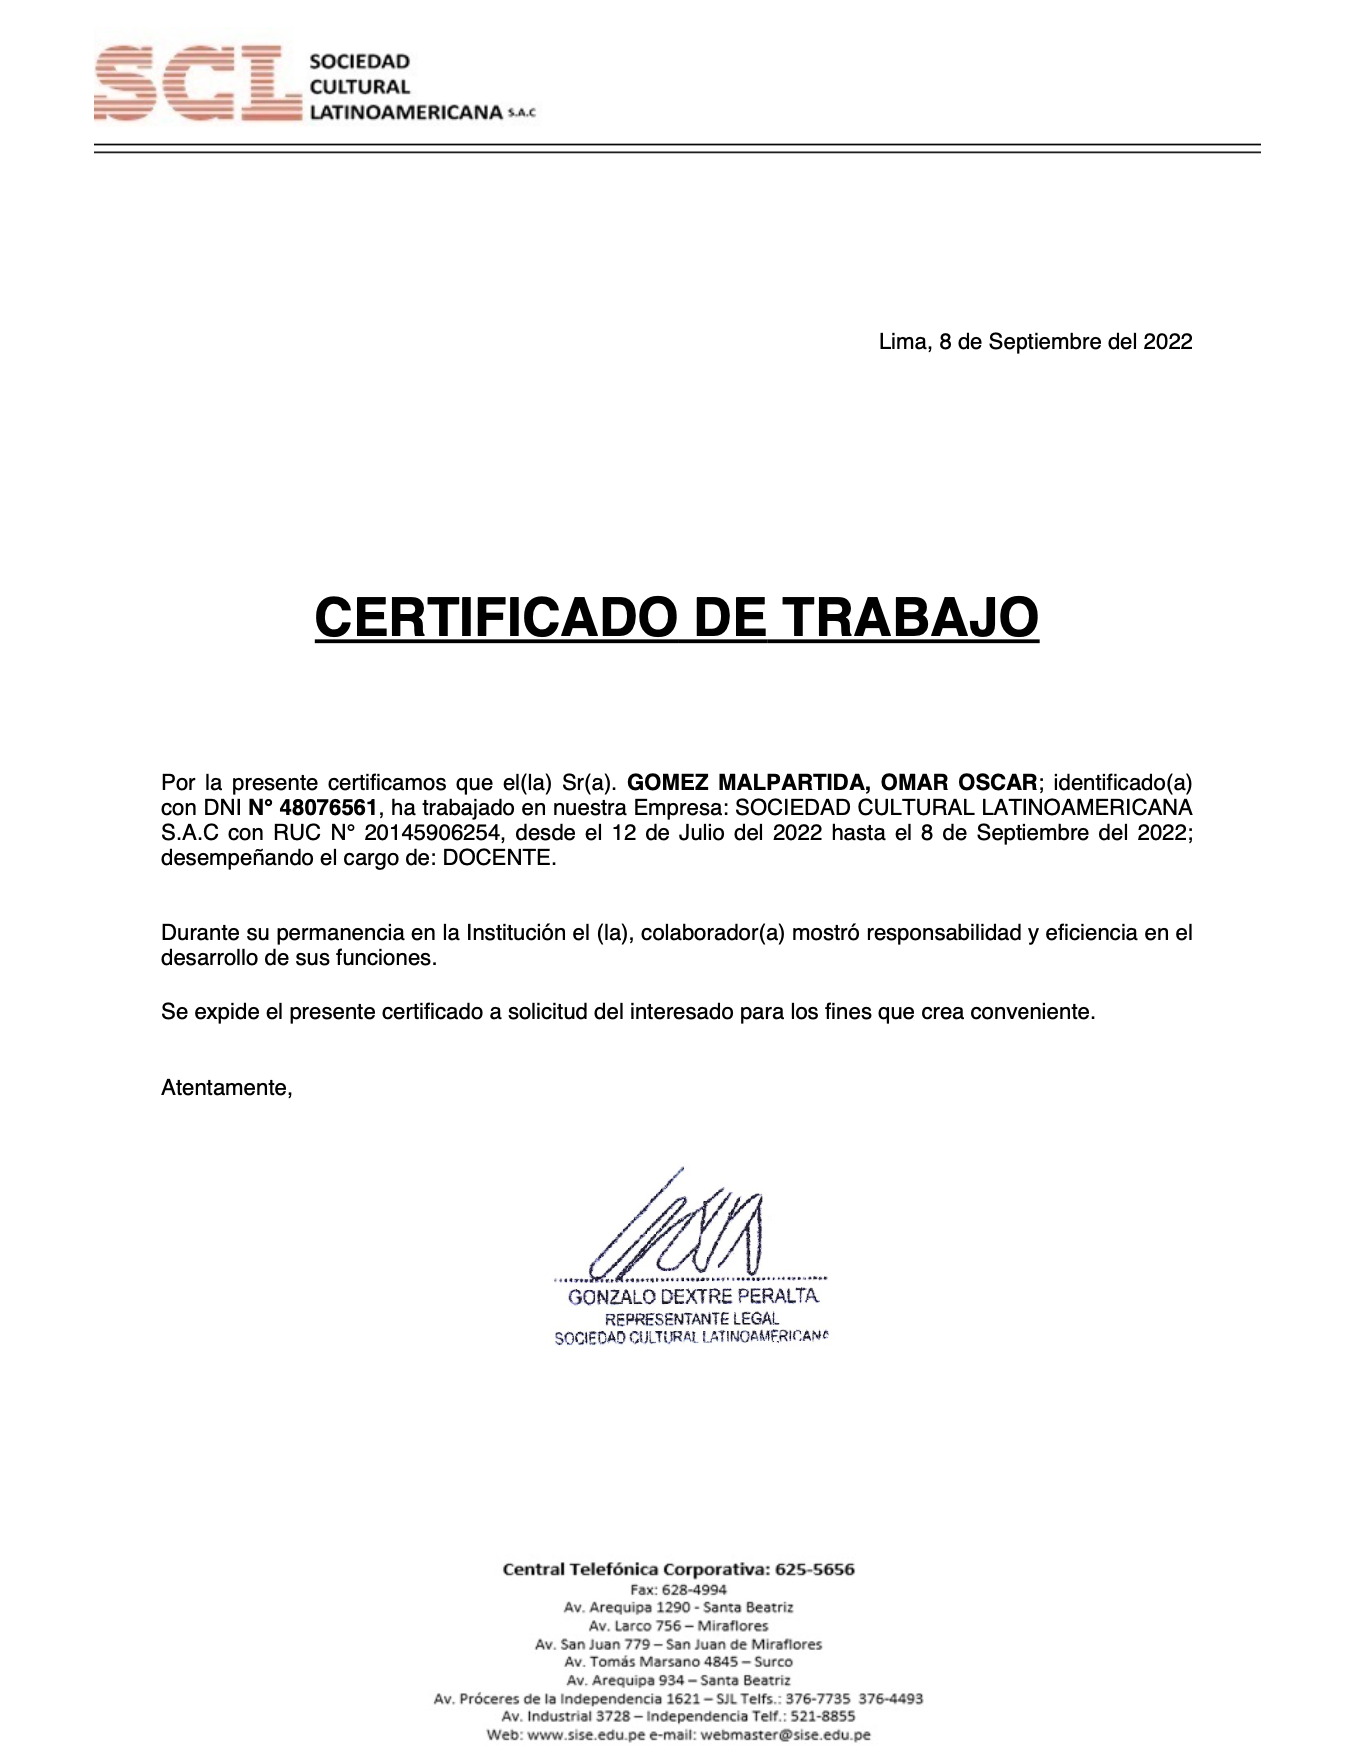 SCL
SOCIEDAD
CULTURAL
LATINOAMERICANA S.A.C
Lima, 8 de Septiembre del 2022
CERTIFICADO DE TRABAJO
Por la presente certificamos que el(la) Sr(a). GOMEZ MALPARTIDA, OMAR OSCAR; identificado(a)
con DNI N° 48076561, ha trabajado en nuestra Empresa: SOCIEDAD CULTURAL LATINOAMERICANA
S.A.C con RUC N° 20145906254, desde el 12 de Julio del 2022 hasta el 8 de Septiembre del 2022;
desempeñando el cargo de: DOCENTE.
Durante su permanencia en la Institución el (la), colaborador(a) mostró responsabilidad y eficiencia en el
desarrollo de sus funciones.
Se expide el presente certificado a solicitud del interesado para los fines que crea conveniente.
Atentamente,
GONZALO DEXTRE PERALTA
REPRESENTANTE LEGAL
SOCIEDAD CULTURAL LATINOAMERICANA
Central Telefónica Corporativa: 625-5656
Fax: 628-4994
Av. Arequipa 1290 - Santa Beatriz
Av. Larco 756 – Miraflores
Av. San Juan 779 – San Juan de Miraflores
Av. Tomás Marsano 4845 – Surco
Av. Arequipa 934 – Santa Beatriz
Av. Próceres de la Independencia 1621 – SJL Telfs.: 376-7735 376-4493
Av. Industrial 3728 – Independencia Telf.: 521-8855
Web: www.sise.edu.pe e-mail: webmaster@sise.edu.pe